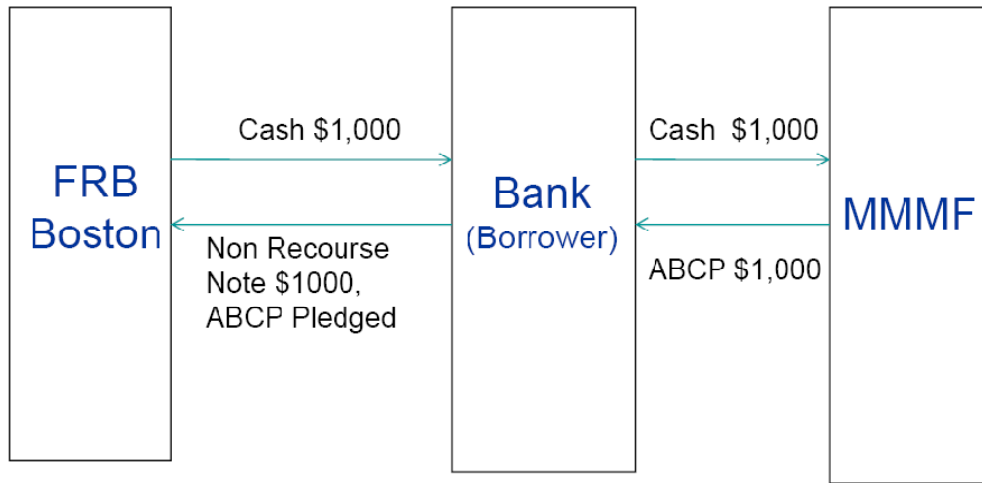 FRB
Boston
Cash $1,000
Non Recourse
Note $1000,
ABCP Pledged
Bank
(Borrower)
Cash $1,000
ABCP $1,000
MMMF